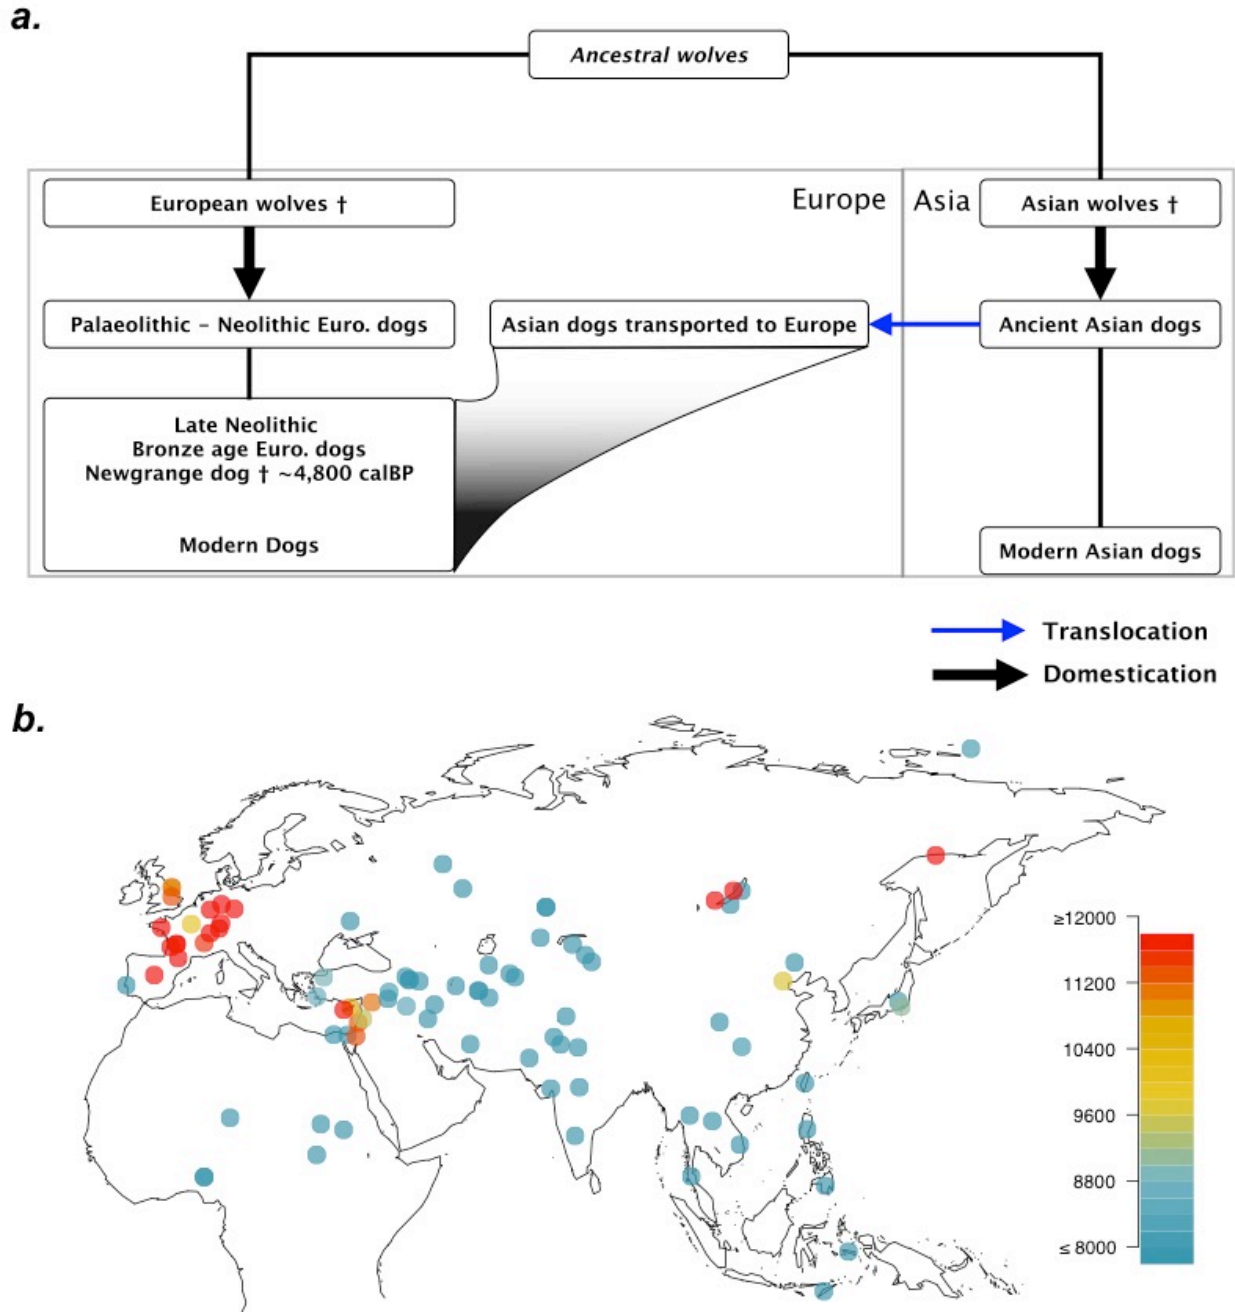 a.
Ancestral wolves
European wolves †
Europe
Asia
Asian wolves †
Palaeolithic – Neolithic Euro. dogs
Asian dogs transported to Europe
Ancient Asian dogs
Late Neolithic
Bronze age Euro. dogs
Newgrange dog † ~4,800 calBP
Modern Dogs
Modern Asian dogs
Translocation
Domestication
b.
≥12000
11200
10400
9600
8800
≤ 8000